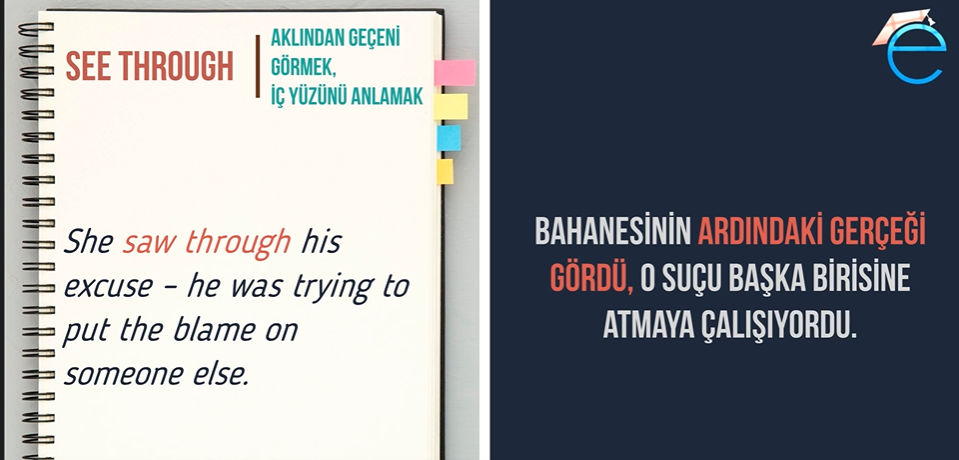 SEE THROUGH
AKLINDAN GEÇENİ
GÖRMEK,
İÇ YÜZÜNÜ ANLAMAK
She saw through his
excuse – he was trying to
put the blame on
someone else.
BAHANESİNİN ARDINDAKİ GERÇEĞİ
GÖRDÜ, O SUÇU BAŞKA BİRİSİNE
ATMAYA ÇALIŞIYORDU.
e